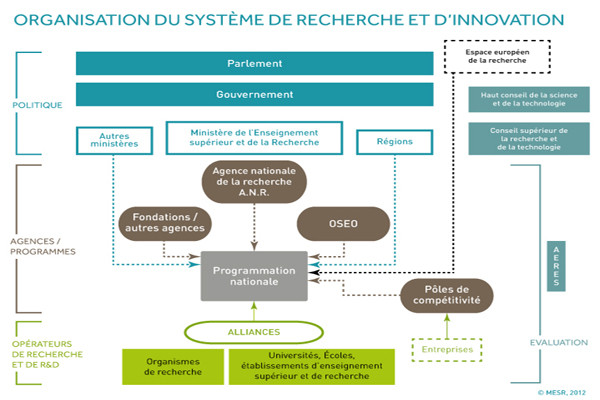 ORGANISATION DU SYSTÈME DE RECHERCHE ET D'INNOVATION
Espace européen
de la recherche
Parlement
Gouvernement
POLITIQUE
Haut conseil de la science
et de la technologie
Autres
ministères
Ministère de l'Enseignement
supérieur et de la Recherche
Régions
Conseil supérieur de
la recherche et
de la technologie
Agence nationale
de la recherche
A.N.R.
Fondations /
autres agences
OSEO
AGENCES /
PROGRAMMES
Programmation
nationale
Pôles de
compétitivité
AERES
ALLIANCES
OPÉRATEURS
DE RECHERCHE
ET DE R&D
Entreprises
EVALUATION
Organismes
de recherche
Universités, Écoles,
établissements d'enseignement
supérieur et de recherche
© MESR, 2012